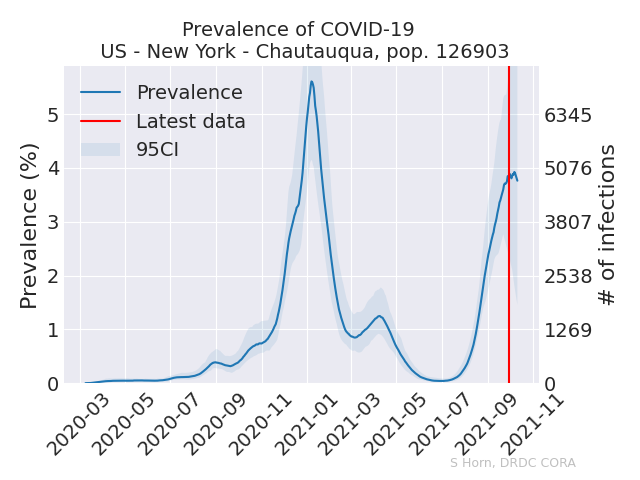 Prevalence of COVID-19
US - New York - Chautauqua, pop. 126903
Prevalence
Latest data
95CI
Prevalence (%)
5
4
3
2
1
0
6345
5076
3807
2538
1269
0
# of infections
2020-03
2020-05
2020-07
2020-09
2020-11
2021-01
2021-03
2021-05
2021-07
2021-09
2021-11
S Horn, DRDC CORA